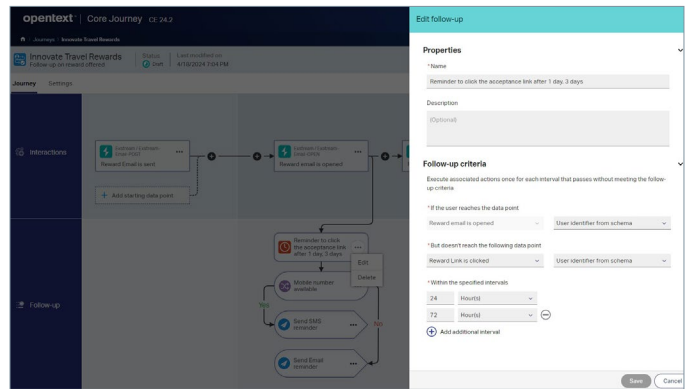 opentext™ | Core Journey CE 24.2
/ Journeys / Innovate Travel Rewards
Innovate Travel Rewards
Follow-up on reward offered
Status
Draft
Last modified on
4/18/2024 7:04 PM
Journey
Settings
Interactions
Email POST
Reward Email is sent
Email OPEN
Reward email is opened
+ Add starting data point
Follow-up
Reminder to click
the acceptance link
after 1 day, 3 days
Edit
Delete
Mobile number
available
Yes
No
Send SMS
reminder
Send Email
reminder
Edit follow-up
Properties
*Name
Reminder to click the acceptance link after 1 day, 3 days
Description
(Optional)
Follow-up criteria
Execute associated actions once for each interval that passes without meeting the follow-
up criteria
*If the user reaches the data point
Reward email is opened
User identifier from schema
*But doesn't reach the following data point
Reward Link is clicked
User identifier from schema
*Within the specified intervals
24 Hour(s)
72 Hour(s)
Add additional interval
Save
Cancel